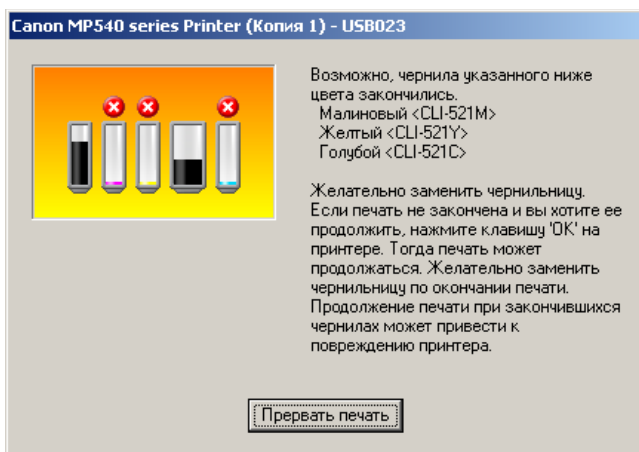 Canon MP540 series Printer (Копия 1) - USB023
Возможно, чернила указанного ниже
цвета закончились.
Малиновый <CLI-521M>
Желтый <CLI-521Y>
Голубой <CLI-521C>
Желательно заменить чернильницу.
Если печать не закончена и вы хотите ее
продолжить, нажмите клавишу 'OK' на
принтере. Тогда печать может
продолжаться. Желательно заменить
чернильницу по окончании печати.
Продолжение печати при закончившихся
чернилах может привести к
повреждению принтера.
Прервать печать